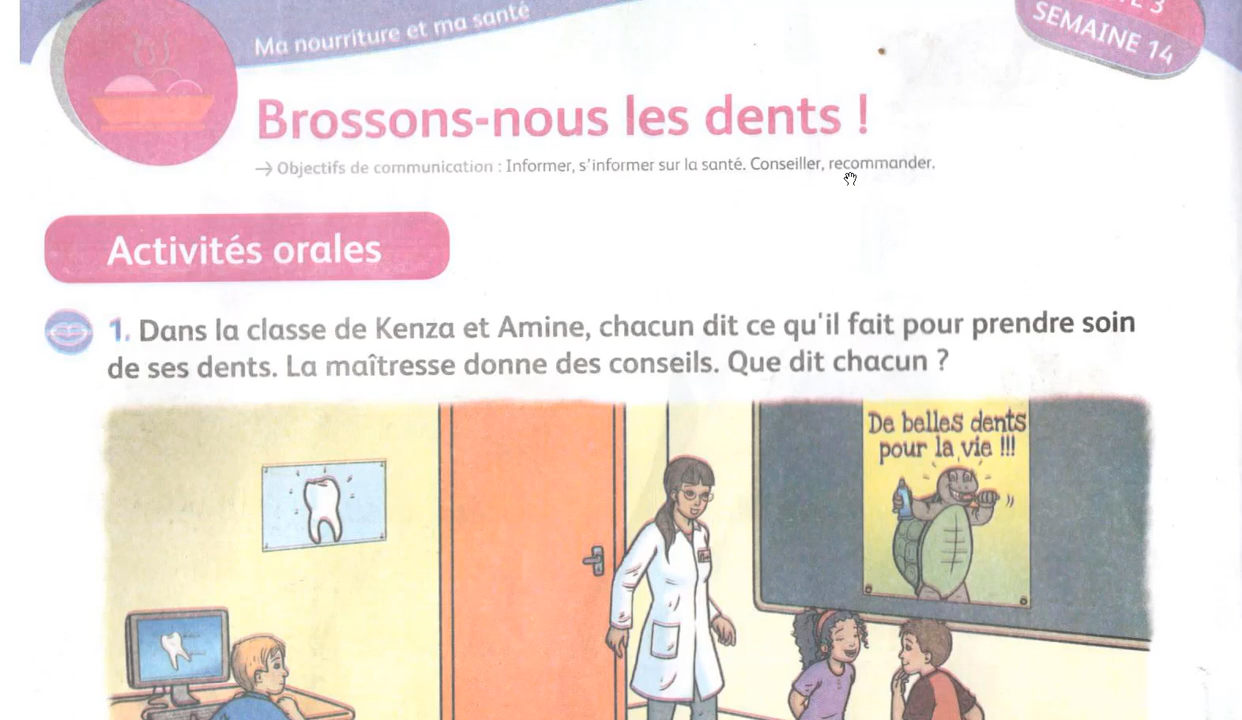 Ma nourriture et ma santé
3
SEMAINE 14
Brossons-nous les dents !
→ Objectifs de communication : Informer, s'informer sur la santé. Conseiller, recommander.
Activités orales
1. Dans la classe de Kenza et Amine, chacun dit ce qu'il fait pour prendre soin
de ses dents. La maîtresse donne des conseils. Que dit chacun ?
De belles dents
pour la vie !!!